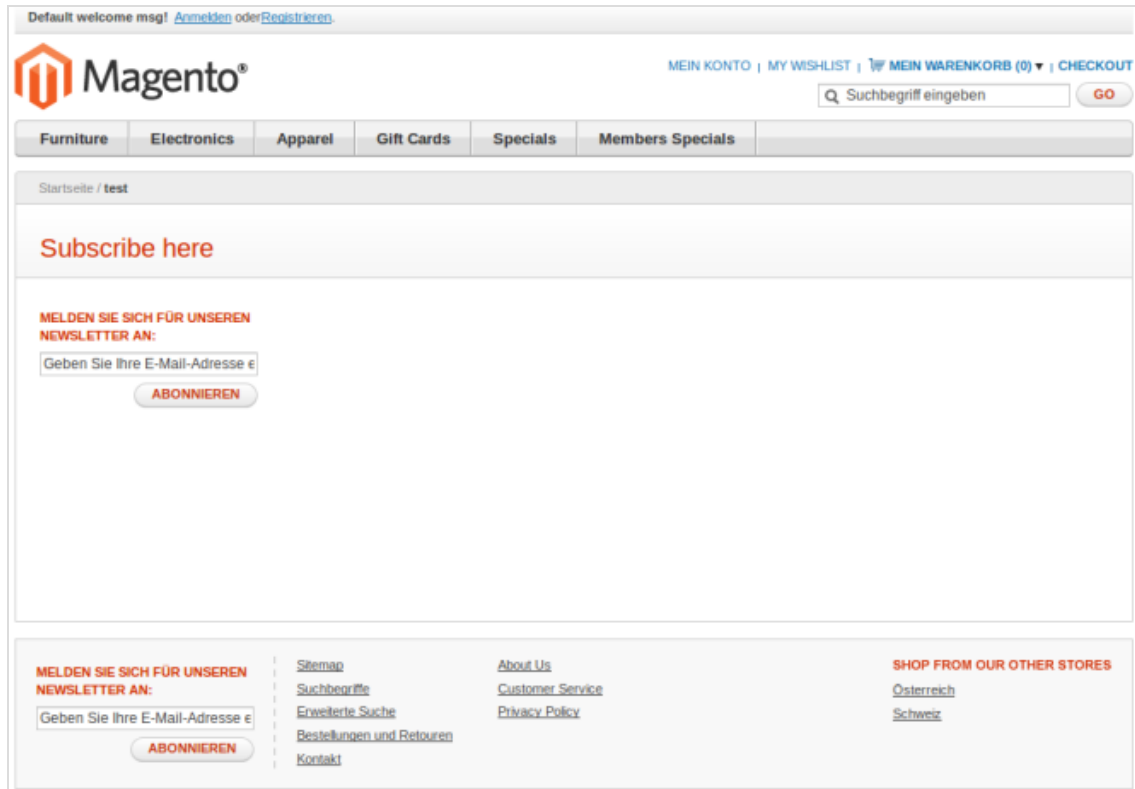 Default welcome msg! Anmelden oderRegistrieren.
Magento®
MEIN KONTO | MY WISHLIST | MEIN WARENKORB (0) ▼ | CHECKOUT
Suchbegriff eingeben GO
Furniture Electronics Apparel Gift Cards Specials Members Specials
Startseite / test
Subscribe here
MELDEN SIE SICH FÜR UNSEREN
NEWSLETTER AN:
Geben Sie Ihre E-Mail-Adresse e
ABONNIEREN
MELDEN SIE SICH FÜR UNSEREN
NEWSLETTER AN:
Geben Sie Ihre E-Mail-Adresse e
ABONNIEREN
Sitemap
Suchbegriffe
Erweiterte Suche
Bestellungen und Retouren
Kontakt
About Us
Customer Service
Privacy Policy
SHOP FROM OUR OTHER STORES
Österreich
Schweiz